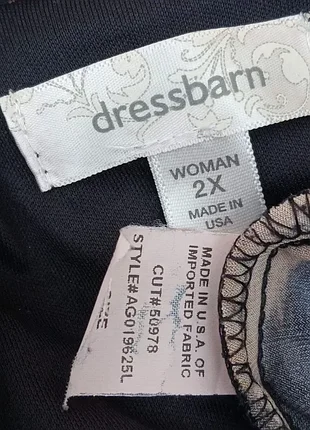 dressbarn
WOMAN
2X
MADE IN
USA
MADE IN U.S.A. OF
IMPORTED FABRIC
CUT#50978
STYLE#AG019625L